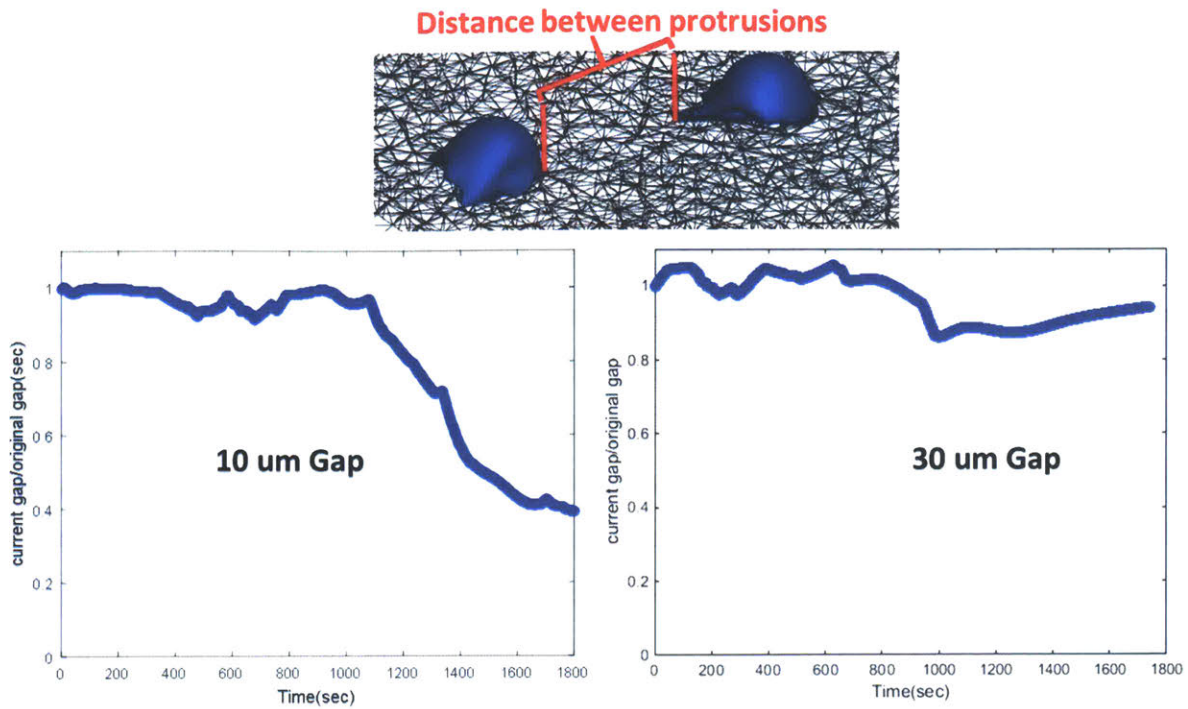 Distance between protrusions
current gap/original gap(sec)
1
0.8
0.6
0.4
0.2
0
10 um Gap
0 200 400 600 800 1000 1200 1400 1600 1800
Time(sec)
current gap/original gap
1
0.8
0.6
0.4
0.2
0
30 um Gap
0 200 400 600 800 1000 1200 1400 1600 1800
Time(sec)